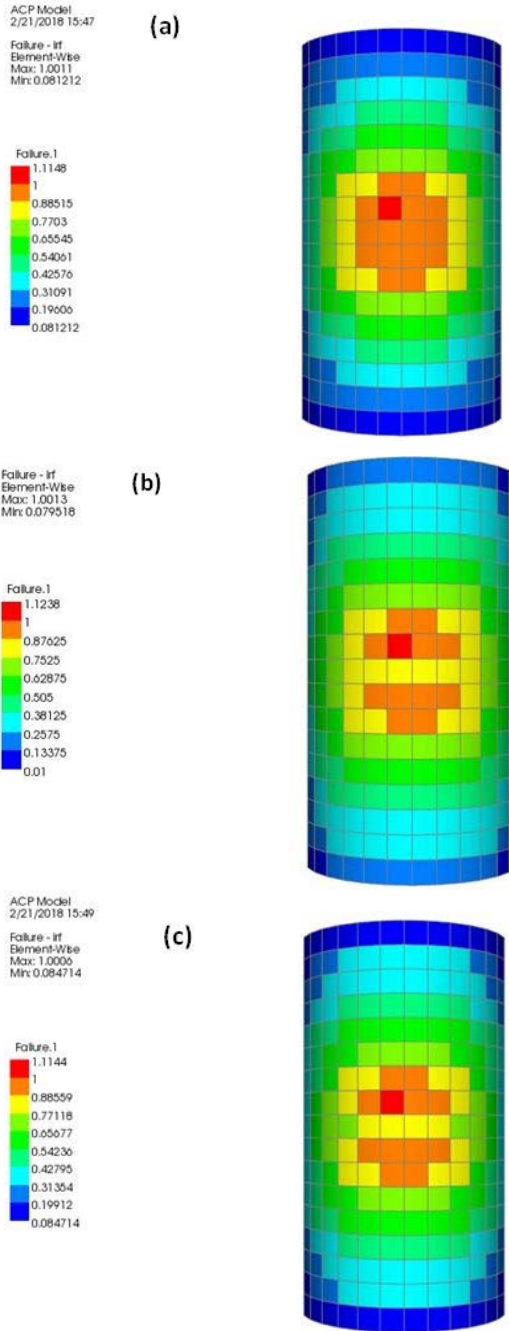 ACP Model
2/21/2018 15:47
(a)
Failure - irf
Element-Wise
Max: 1.0011
Min: 0.081212
Failure.1
1.1148
1
0.88515
0.7703
0.65545
0.54061
0.42576
0.31091
0.19606
0.081212
Failure - irf
Element-Wise
Max: 1.0013
Min: 0.079518
(b)
Failure.1
1.1238
1
0.87625
0.7525
0.62875
0.505
0.38125
0.2575
0.13375
0.01
ACP Model
2/21/2018 15:49
(c)
Failure - irf
Element-Wise
Max: 1.0006
Min: 0.084714
Failure.1
1.1144
1
0.88559
0.77118
0.65677
0.54236
0.42795
0.31354
0.19912
0.084714